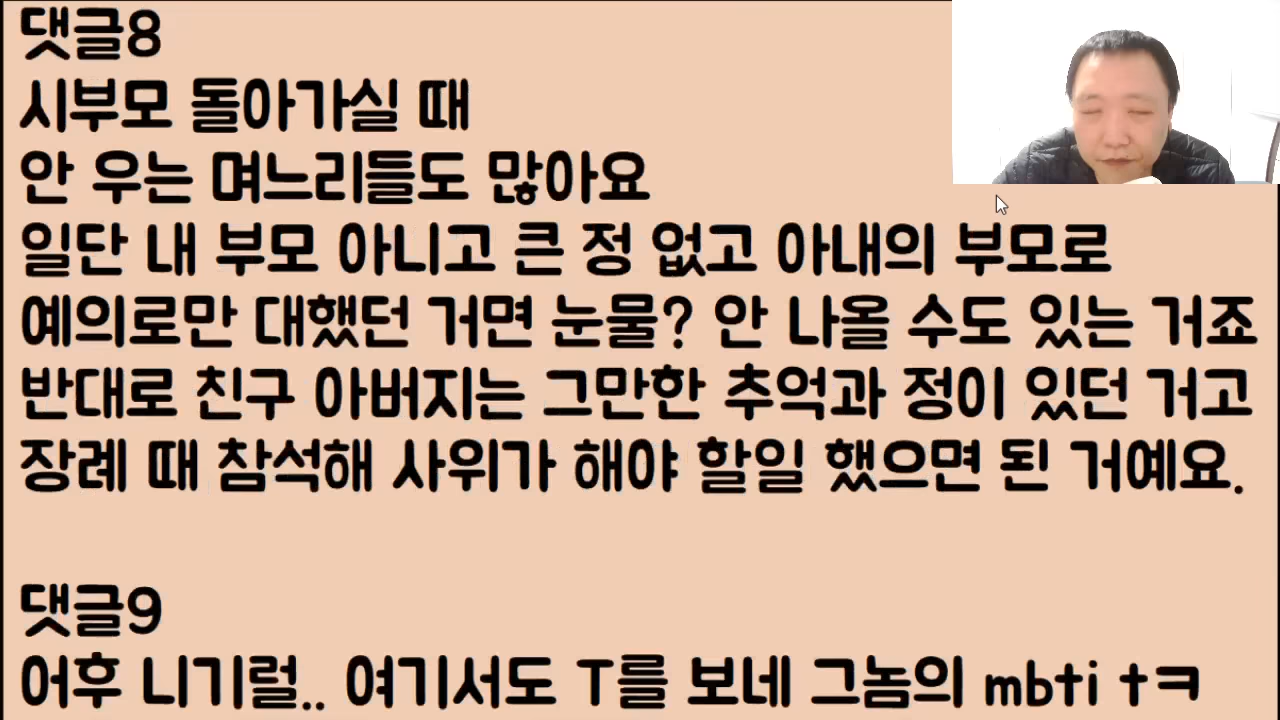 댓글8
시부모 돌아가실 때
안 우는 며느리들도 많아요
일단 내 부모 아니고 큰 정 없고 아내의 부모로
예의로만 대했던 거면 눈물? 안 나올 수도 있는 거죠
반대로 친구 아버지는 그만한 추억과 정이 있던 거고
장례 때 참석해 사위가 해야 할일 했으면 된 거예요.
댓글9
어후 니기럴.. 여기서도 T를 보네 그놈의 mbti tㅋ